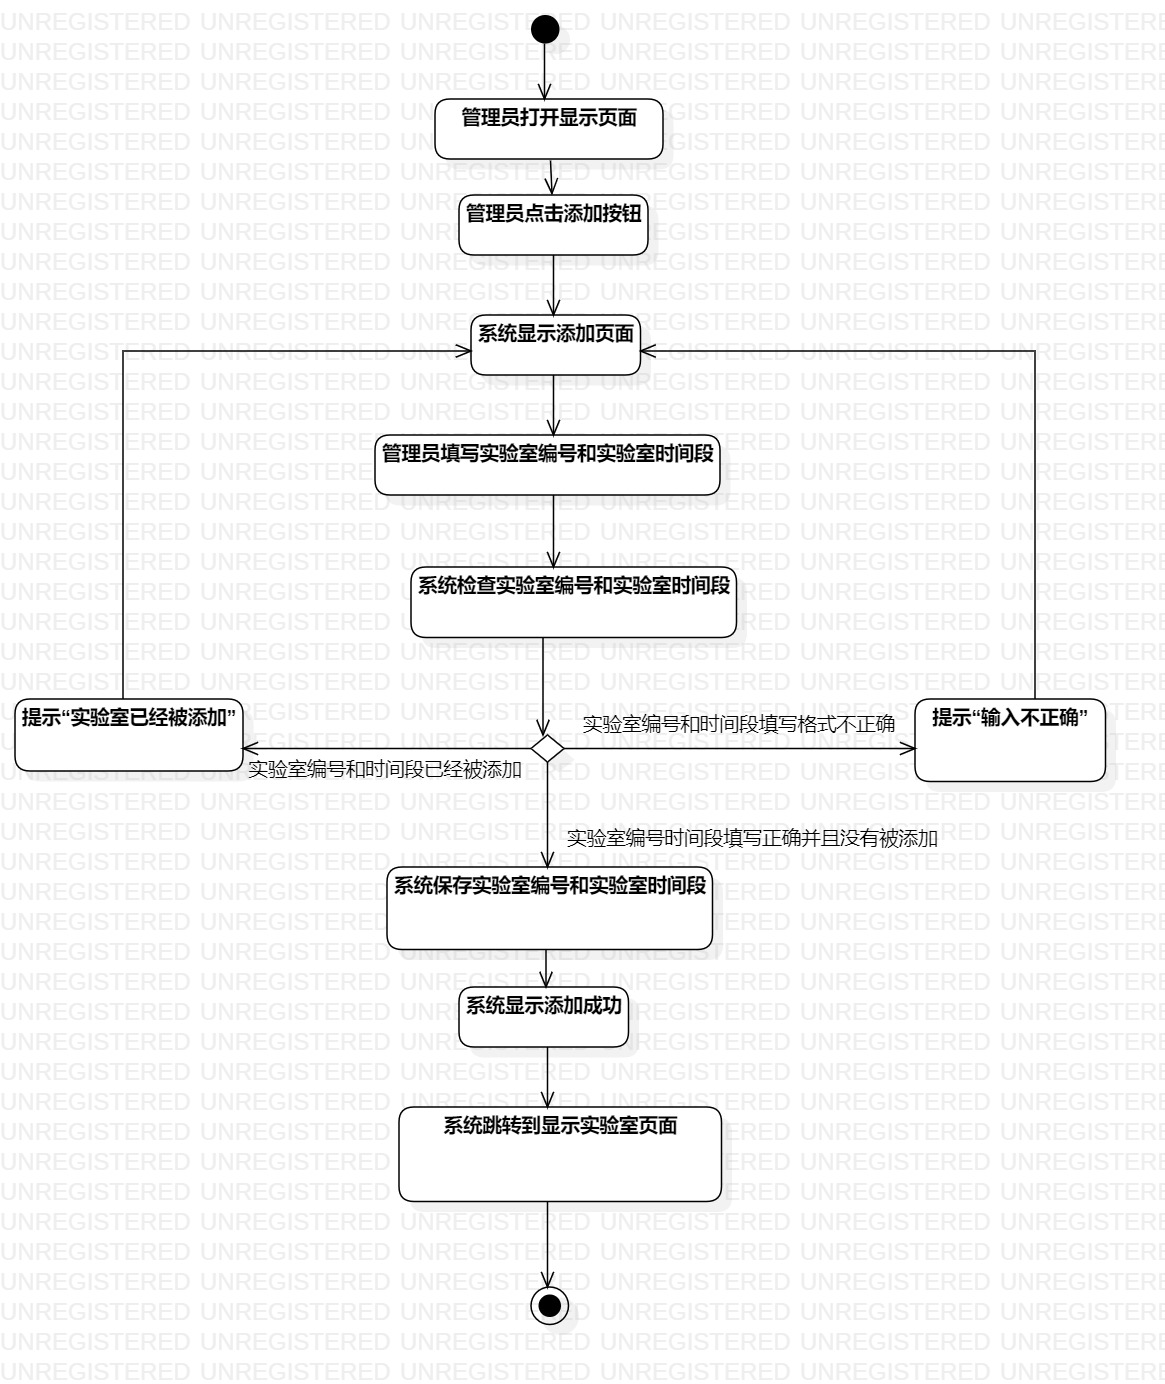 管理员打开显示页面
管理员点击添加按钮
系统显示添加页面
管理员填写实验室编号和实验室时间段
系统检查实验室编号和实验室时间段
提示“实验室已经被添加”
实验室编号和时间段填写格式不正确
提示“输入不正确”
实验室编号和时间段已经被添加
实验室编号时间段填写正确并且没有被添加
系统保存实验室编号和实验室时间段
系统显示添加成功
系统跳转到显示实验室页面
UNREGISTERED